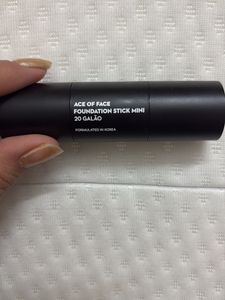 ACE OF FACE
FOUNDATION STICK MINI
20 GALÃO
FORMULATED IN KOREA